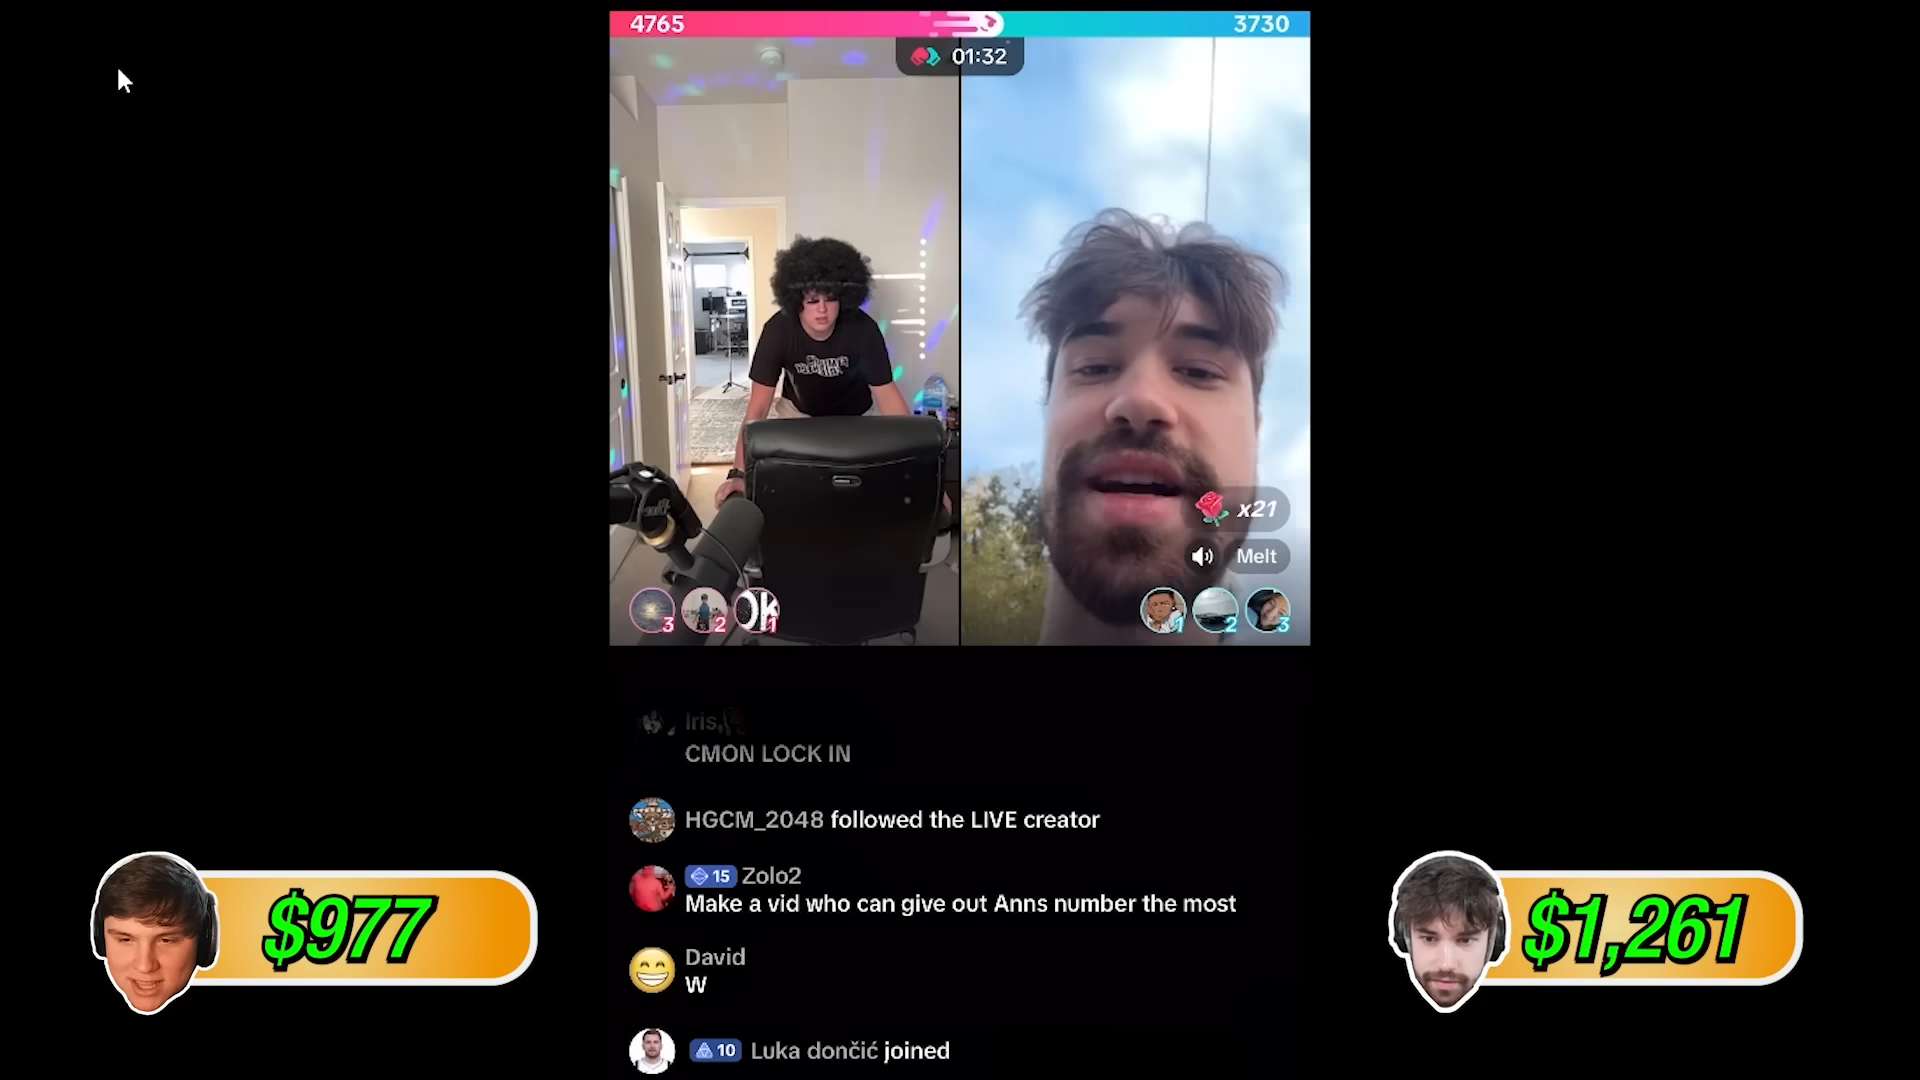 4765
3730
01:32
x21
Melt
3
2
1
Ok
1
2
3
Iris,
CMON LOCK IN
HGCM_2048 followed the LIVE creator
15 Zolo2
Make a vid who can give out Anns number the most
David
W
10 Luka dončić joined
$977
$1,261